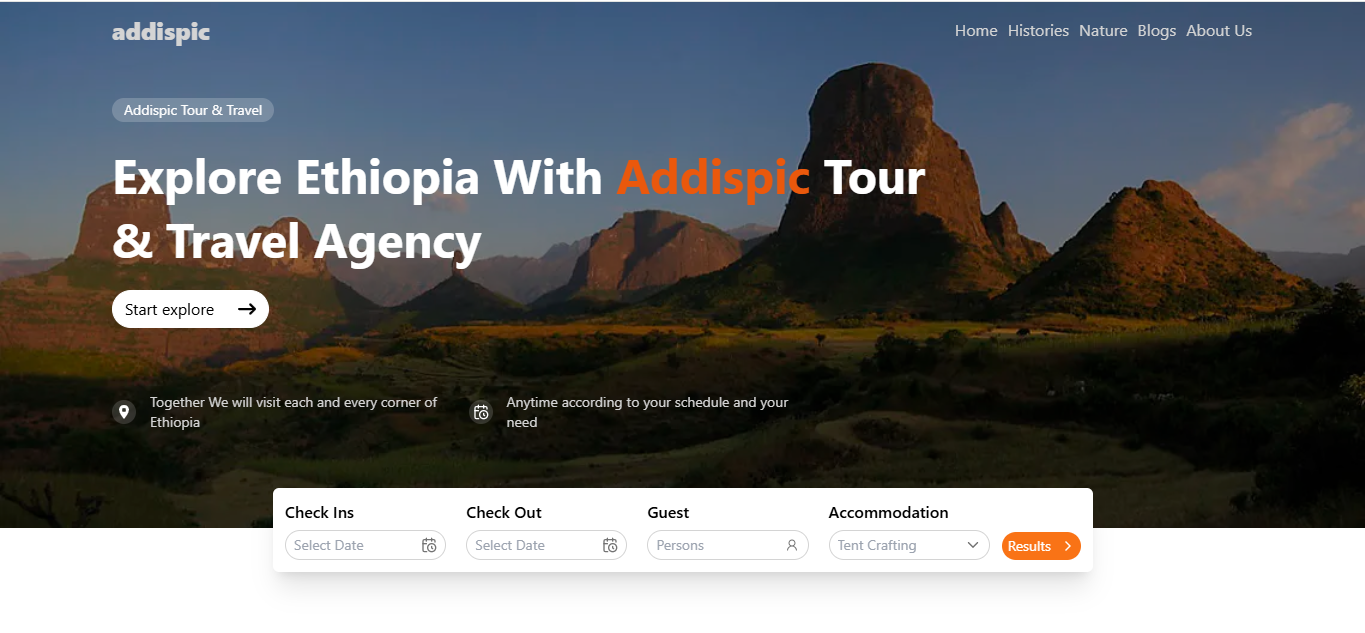 addispic
Home Histories Nature Blogs About Us
Addispic Tour & Travel
Explore Ethiopia With Addispic Tour
& Travel Agency
Start explore
Together We will visit each and every corner of
Ethiopia
Anytime according to your schedule and your
need
Check Ins
Select Date
Check Out
Select Date
Guest
Persons
Accommodation
Tent Crafting
Results